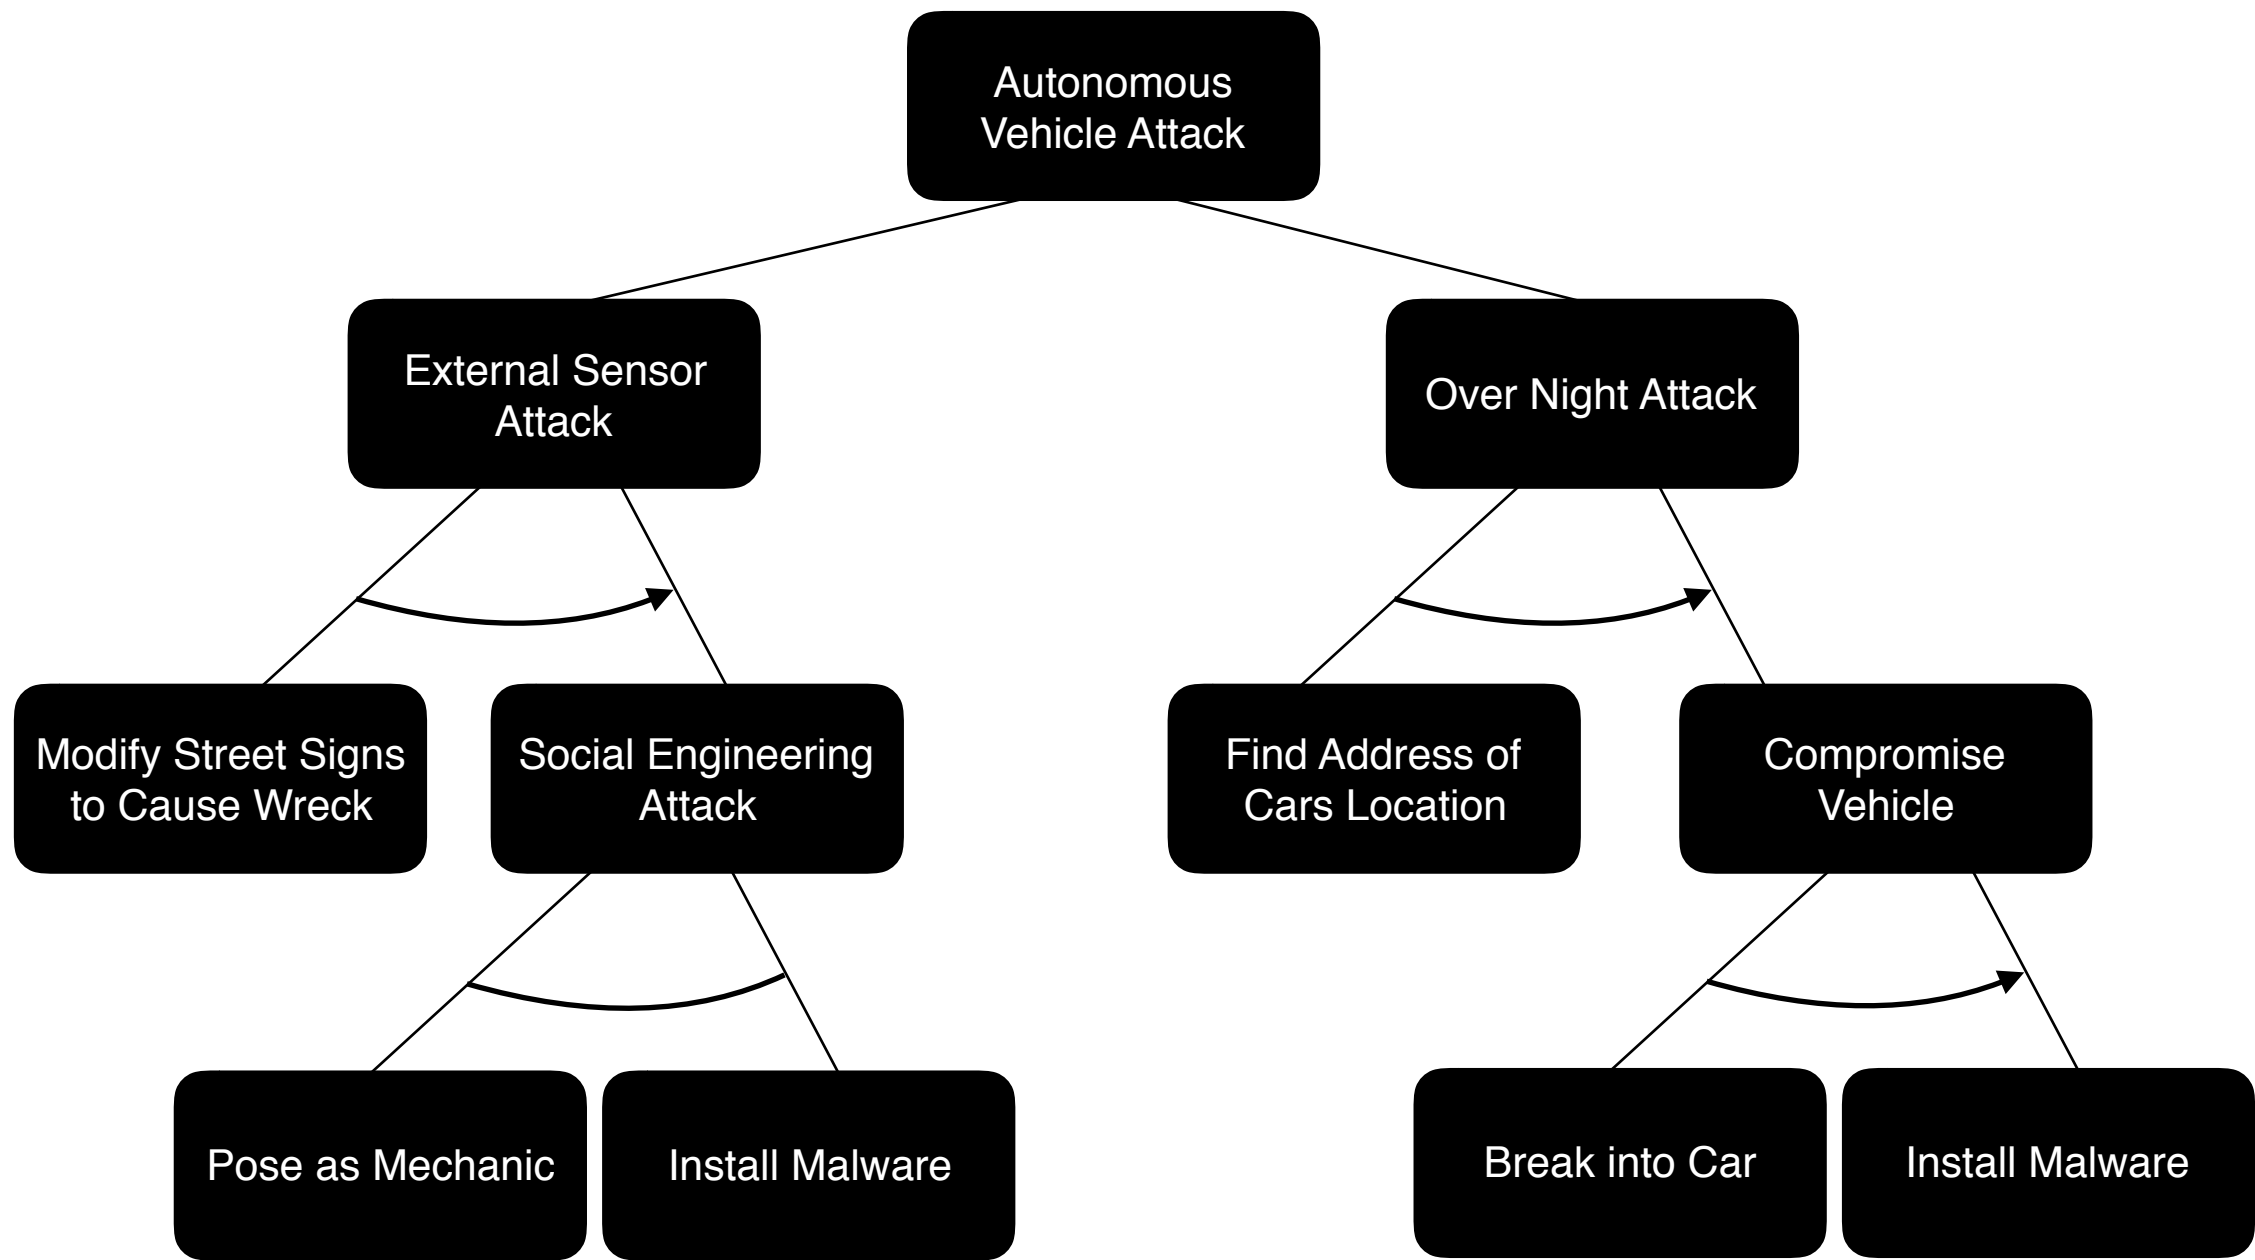 Autonomous
Vehicle Attack
External Sensor
Attack
Over Night Attack
Modify Street Signs
to Cause Wreck
Social Engineering
Attack
Find Address of
Cars Location
Compromise
Vehicle
Pose as Mechanic
Install Malware
Break into Car
Install Malware